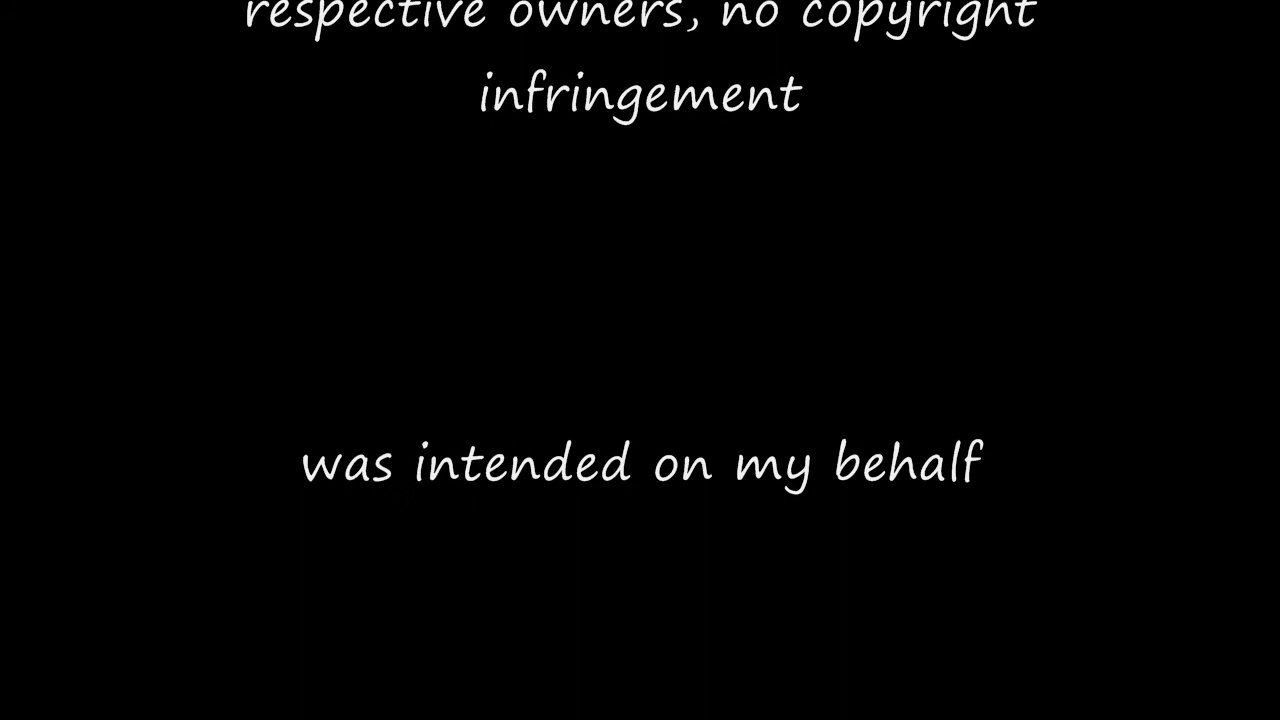 respective owners, no copyright
infringement
was intended on my behalf